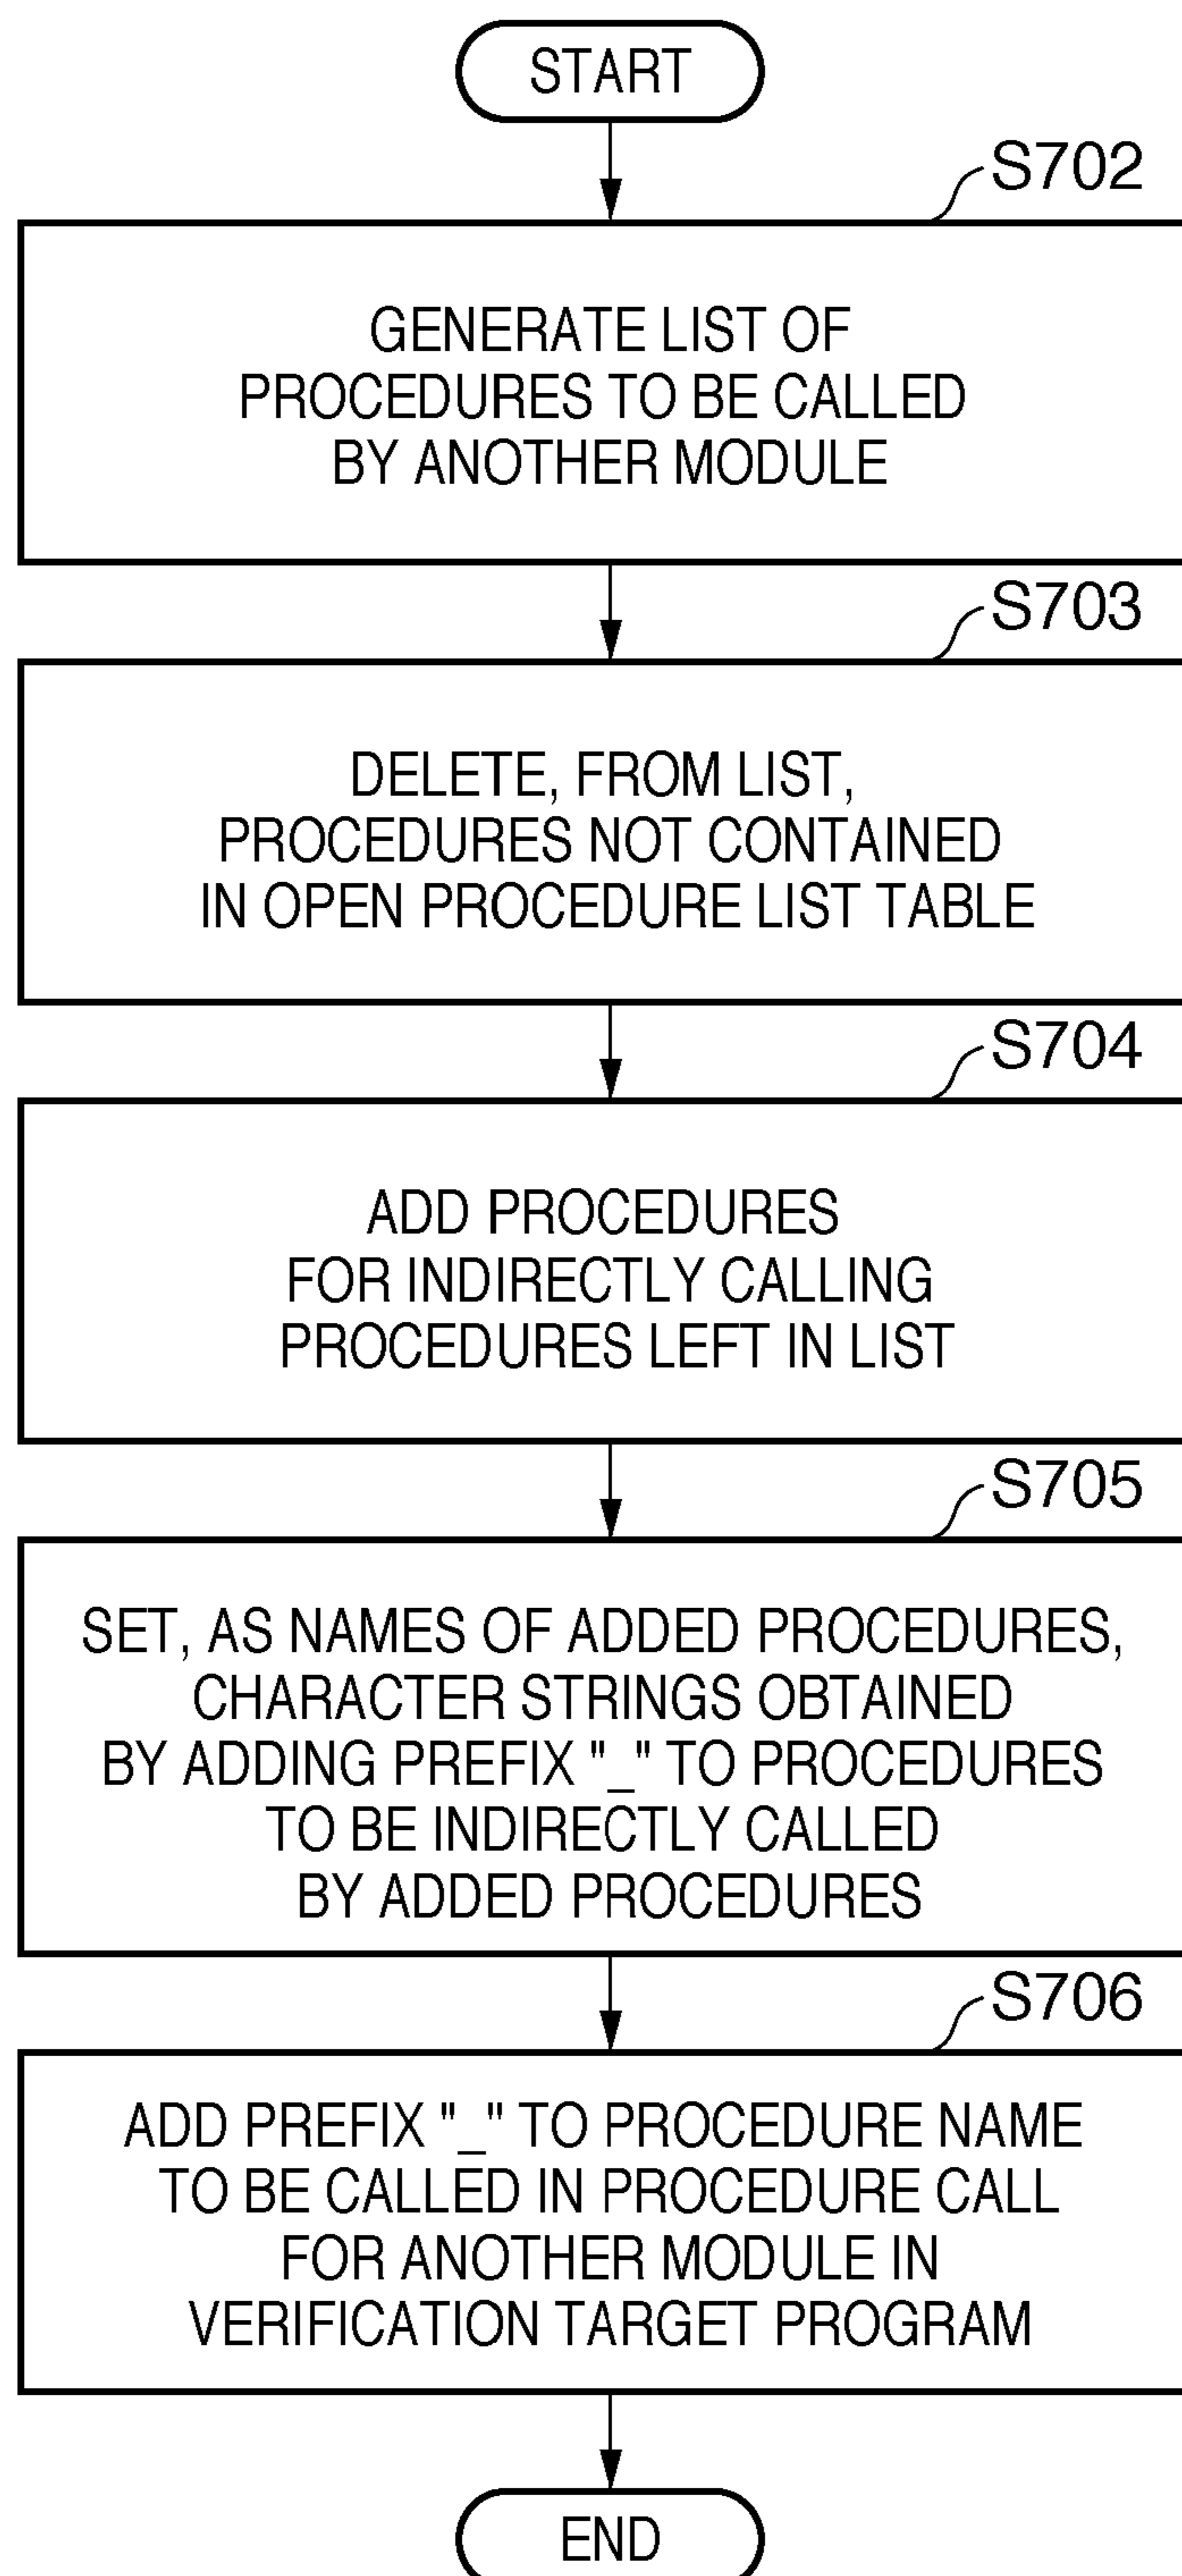 START
S702
GENERATE LIST OF
PROCEDURES TO BE CALLED
BY ANOTHER MODULE
S703
DELETE, FROM LIST,
PROCEDURES NOT CONTAINED
IN OPEN PROCEDURE LIST TABLE
S704
ADD PROCEDURES
FOR INDIRECTLY CALLING
PROCEDURES LEFT IN LIST
S705
SET, AS NAMES OF ADDED PROCEDURES,
CHARACTER STRINGS OBTAINED
BY ADDING PREFIX "_" TO PROCEDURES
TO BE INDIRECTLY CALLED
BY ADDED PROCEDURES
S706
ADD PREFIX "_" TO PROCEDURE NAME
TO BE CALLED IN PROCEDURE CALL
FOR ANOTHER MODULE IN
VERIFICATION TARGET PROGRAM
END